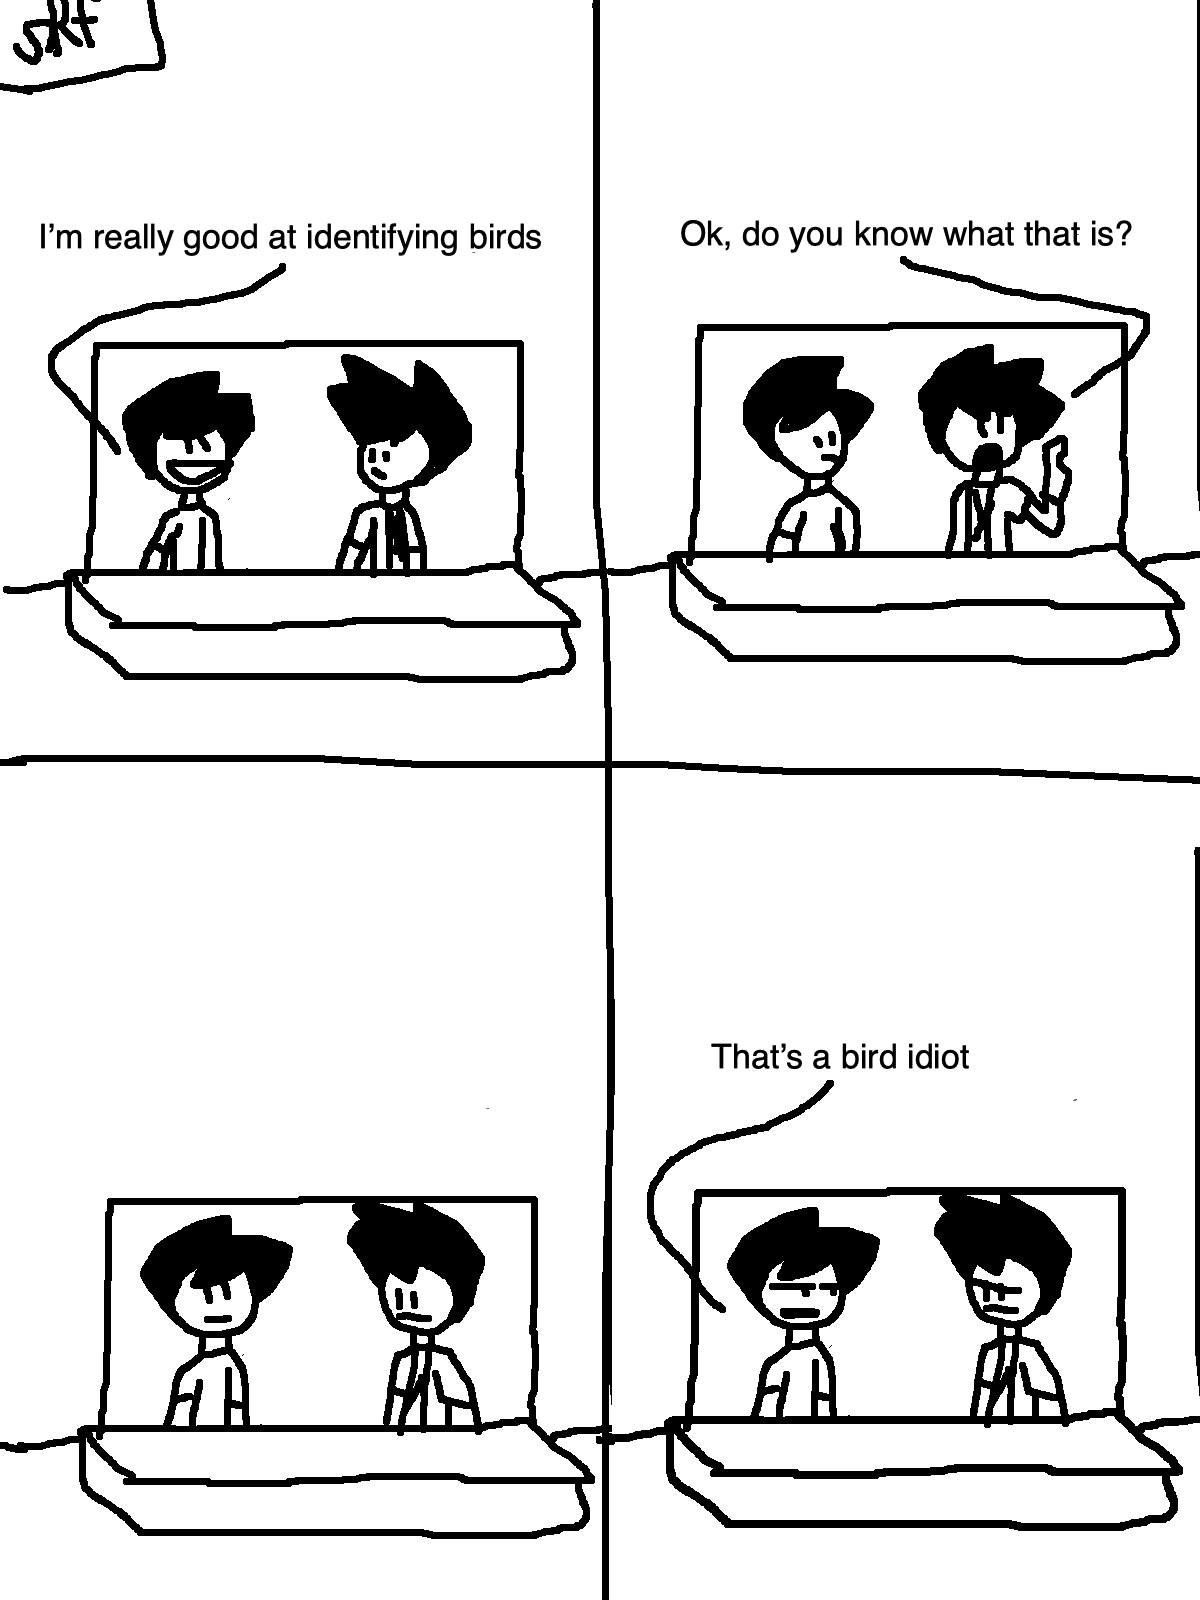 I'm really good at identifying birds
Ok, do you know what that is?
That's a bird idiot